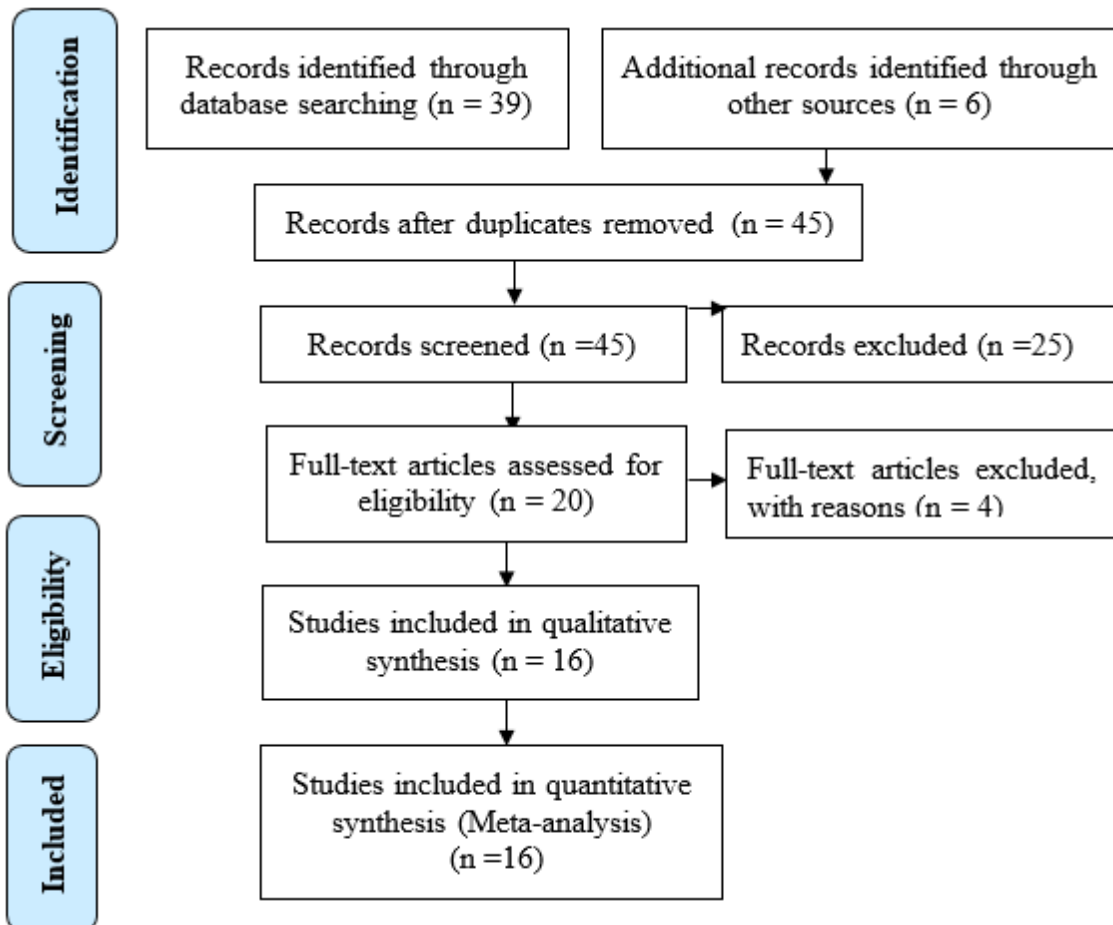 Identification
Records identified through
database searching (n = 39)
Additional records identified through
other sources (n = 6)
Records after duplicates removed (n = 45)
Screening
Records screened (n =45)
Records excluded (n =25)
Full-text articles assessed for
eligibility (n = 20)
Full-text articles excluded,
with reasons (n = 4)
Eligibility
Studies included in qualitative
synthesis (n = 16)
Included
Studies included in quantitative
synthesis (Meta-analysis)
(n =16)